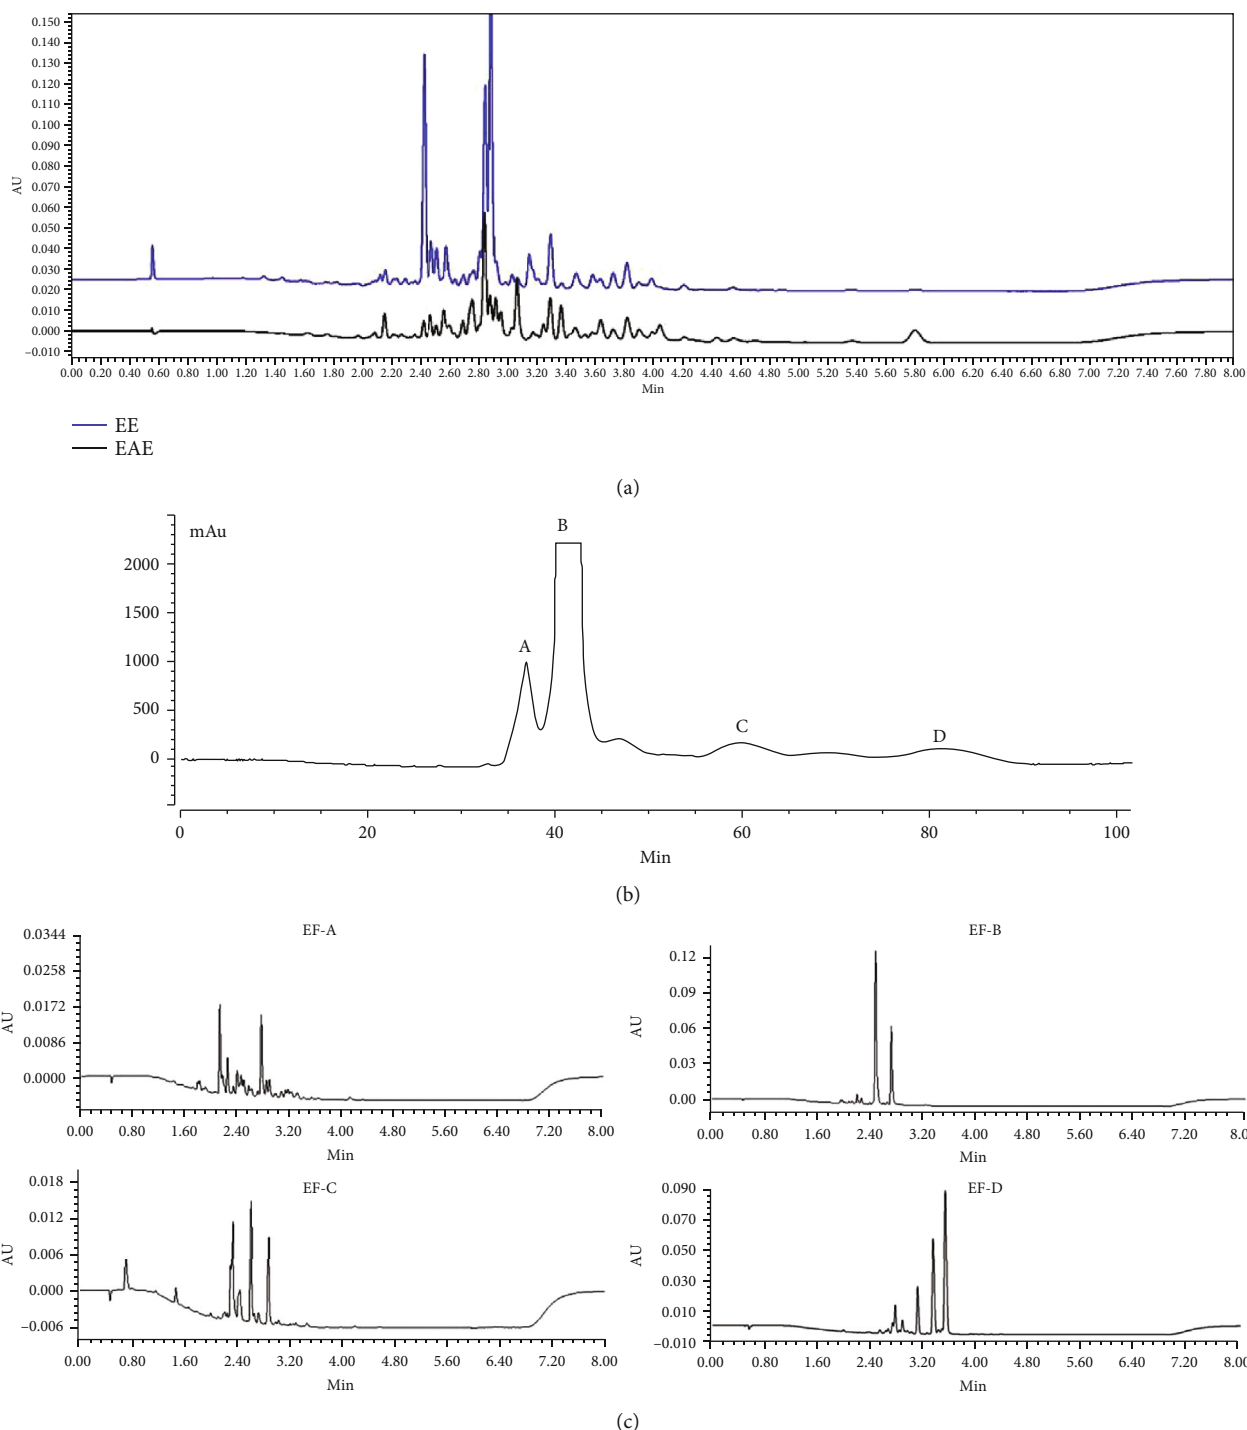 0.150
0.140
0.130
0.120
0.110
0.100
0.090
0.080
0.070
0.060
0.050
0.040
0.030
0.020
0.010
0.000
−0.010
AU
0.00 0.20 0.40 0.60 0.80 1.00 1.20 1.40 1.60 1.80 2.00 2.20 2.40 2.60 2.80 3.00 3.20 3.40 3.60 3.80 4.00 4.20 4.40 4.60 4.80 5.00 5.20 5.40 5.60 5.80 6.00 6.20 6.40 6.60 6.80 7.00 7.20 7.40 7.60 7.80 8.00
Min
EE
EAE
(a)
mAu
2000
1500
1000
500
0
A
B
C
D
0 20 40 60 80 100
Min
(b)
EF-A
0.0344
0.0258
0.0172
0.0086
0.0000
AU
0.00 0.80 1.60 2.40 3.20 4.00 4.80 5.60 6.40 7.20 8.00
Min
EF-B
0.12
0.09
0.06
0.03
0.00
AU
0.00 0.80 1.60 2.40 3.20 4.00 4.80 5.60 6.40 7.20 8.0
Min
EF-C
0.018
0.012
0.006
0.000
−0.006
AU
0.00 0.80 1.60 2.40 3.20 4.00 4.80 5.60 6.40 7.20 8.00
Min
EF-D
0.090
0.070
0.050
0.030
0.010
−0.010
AU
0.00 0.80 1.60 2.40 3.20 4.00 4.80 5.60 6.40 7.20 8.00
Min
(c)